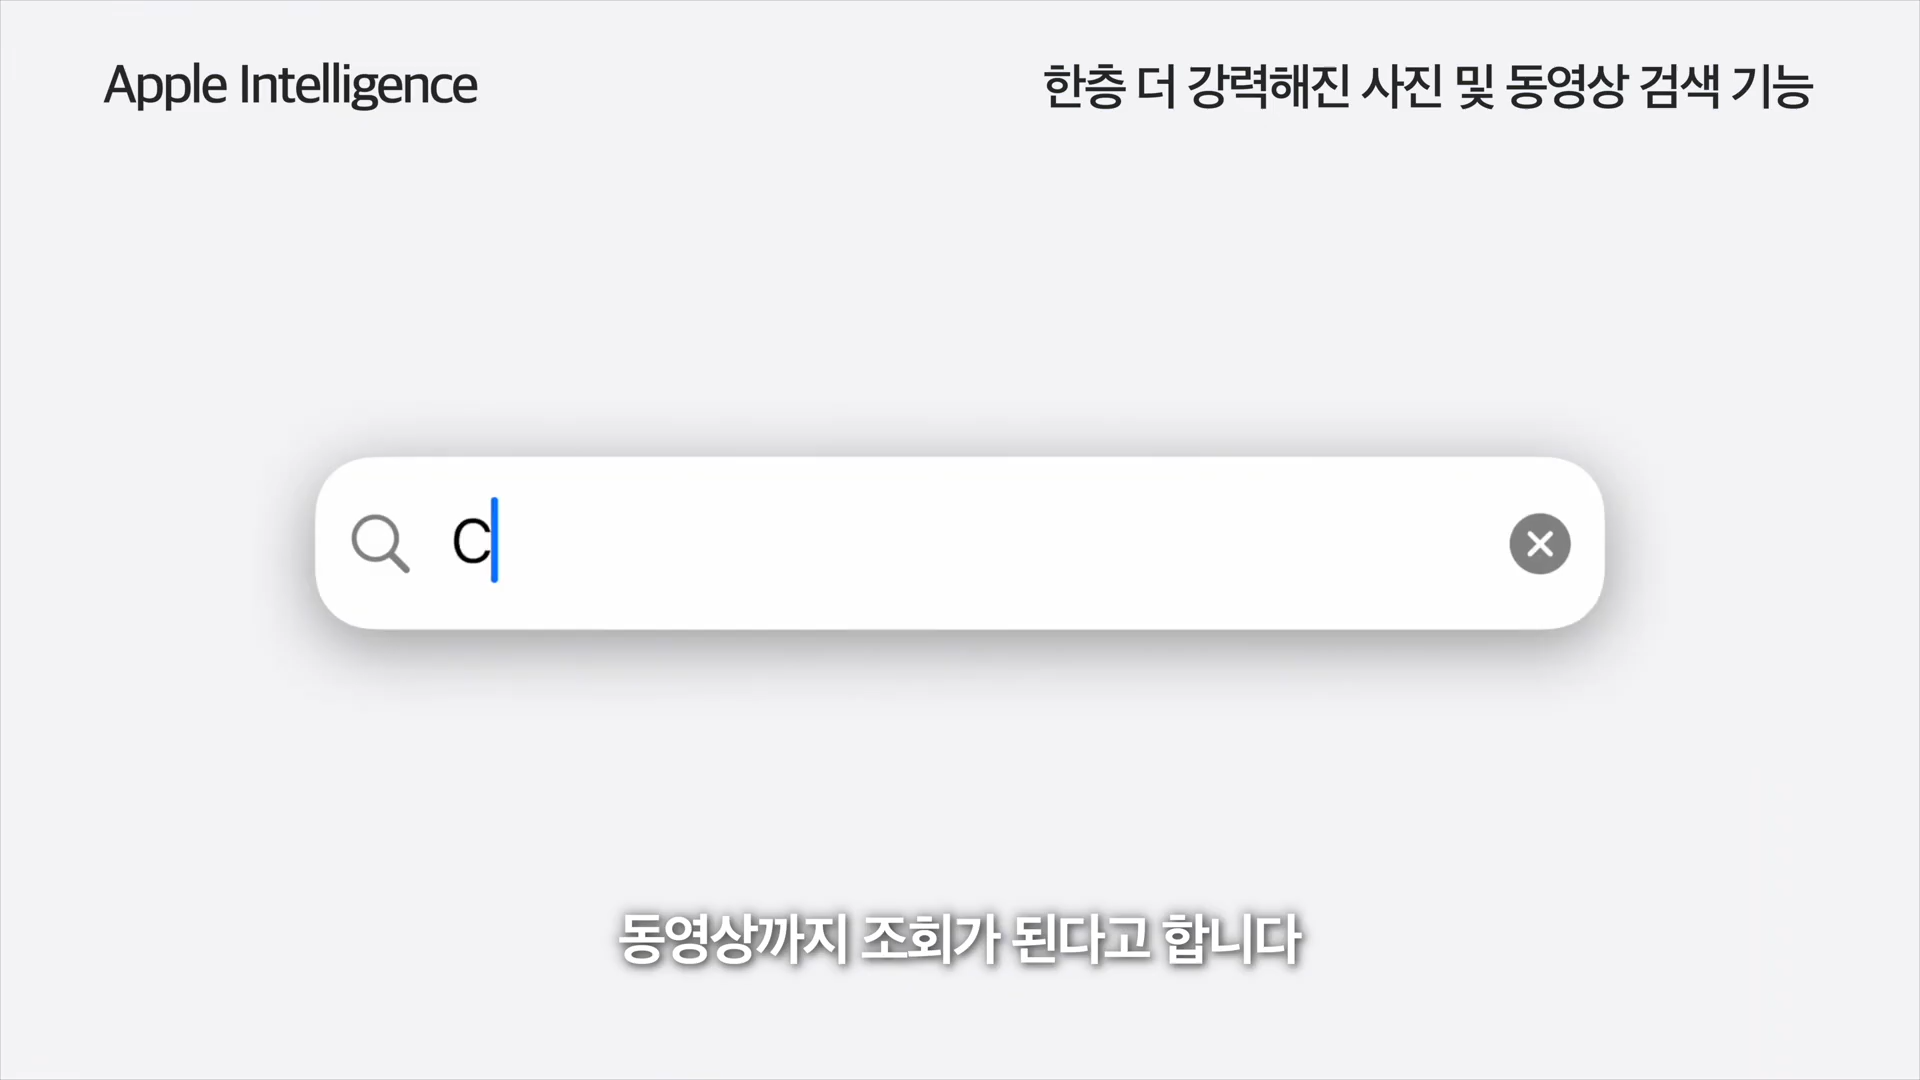 Apple Intelligence
한층 더 강력해진 사진 및 동영상 검색 기능
C
동영상까지 조회가 된다고 합니다